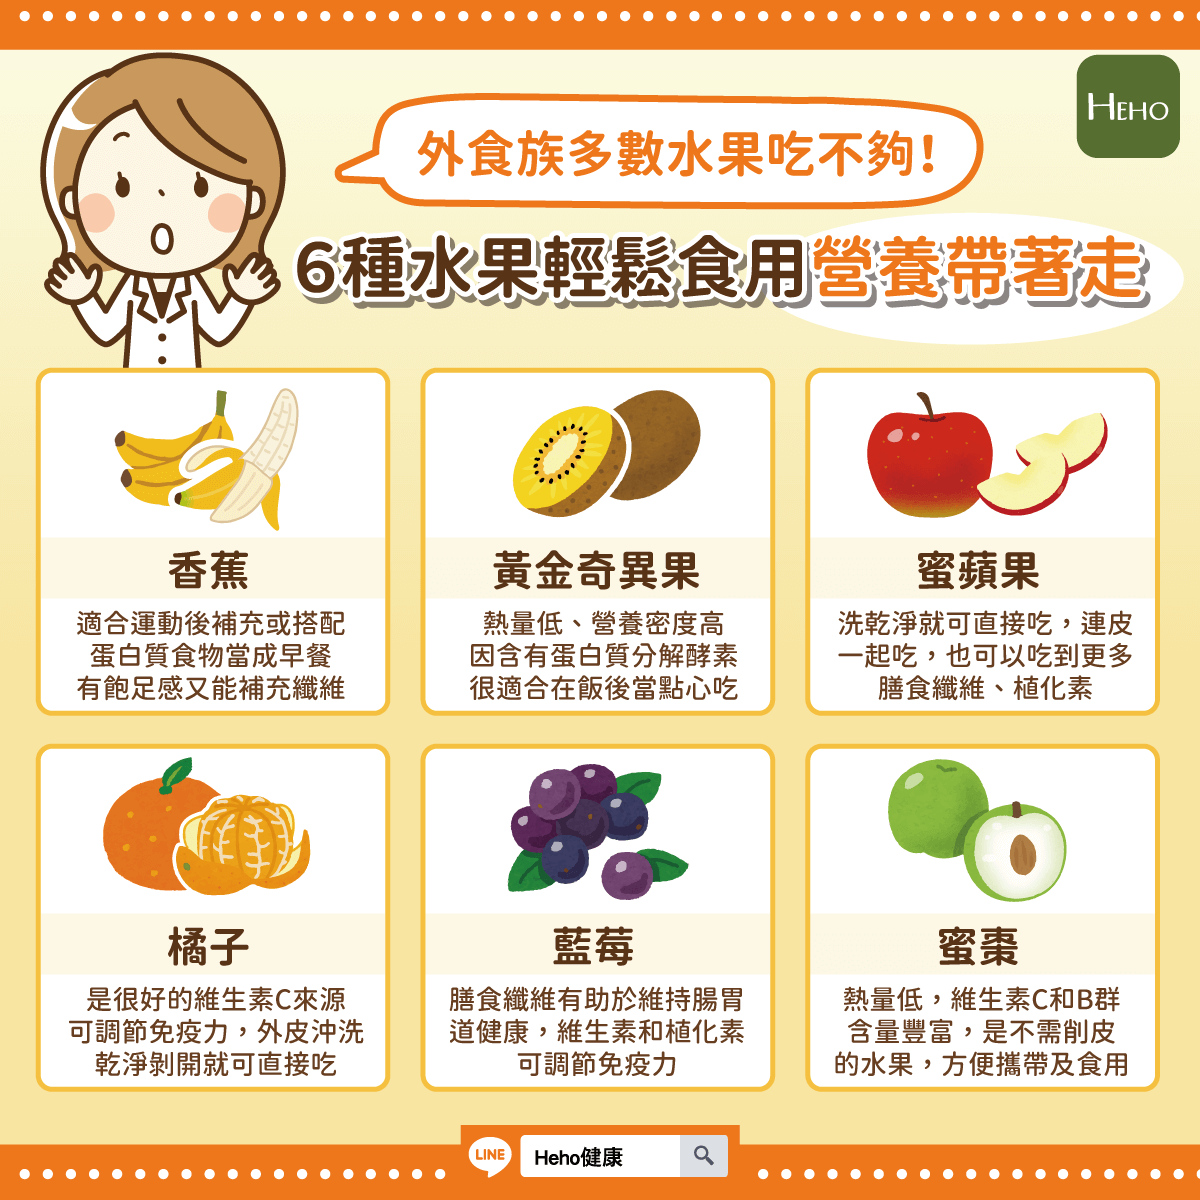 外食族多數水果吃不夠！
HEHO
6種水果輕鬆食用營養帶著走
香蕉
適合運動後補充或搭配
蛋白質食物當成早餐
有飽足感又能補充纖維
黃金奇異果
熱量低、營養密度高
因含有蛋白質分解酵素
很適合在飯後當點心吃
蜜蘋果
洗乾淨就可直接吃，連皮
一起吃，也可以吃到更多
膳食纖維、植化素
橘子
是很好的維生素C來源
可調節免疫力，外皮沖洗
乾淨剝開就可直接吃
藍莓
膳食纖維有助於維持腸胃
道健康，維生素和植化素
可調節免疫力
蜜棗
熱量低，維生素C和B群
含量豐富，是不需削皮
的水果，方便攜帶及食用
LINE
Heho健康